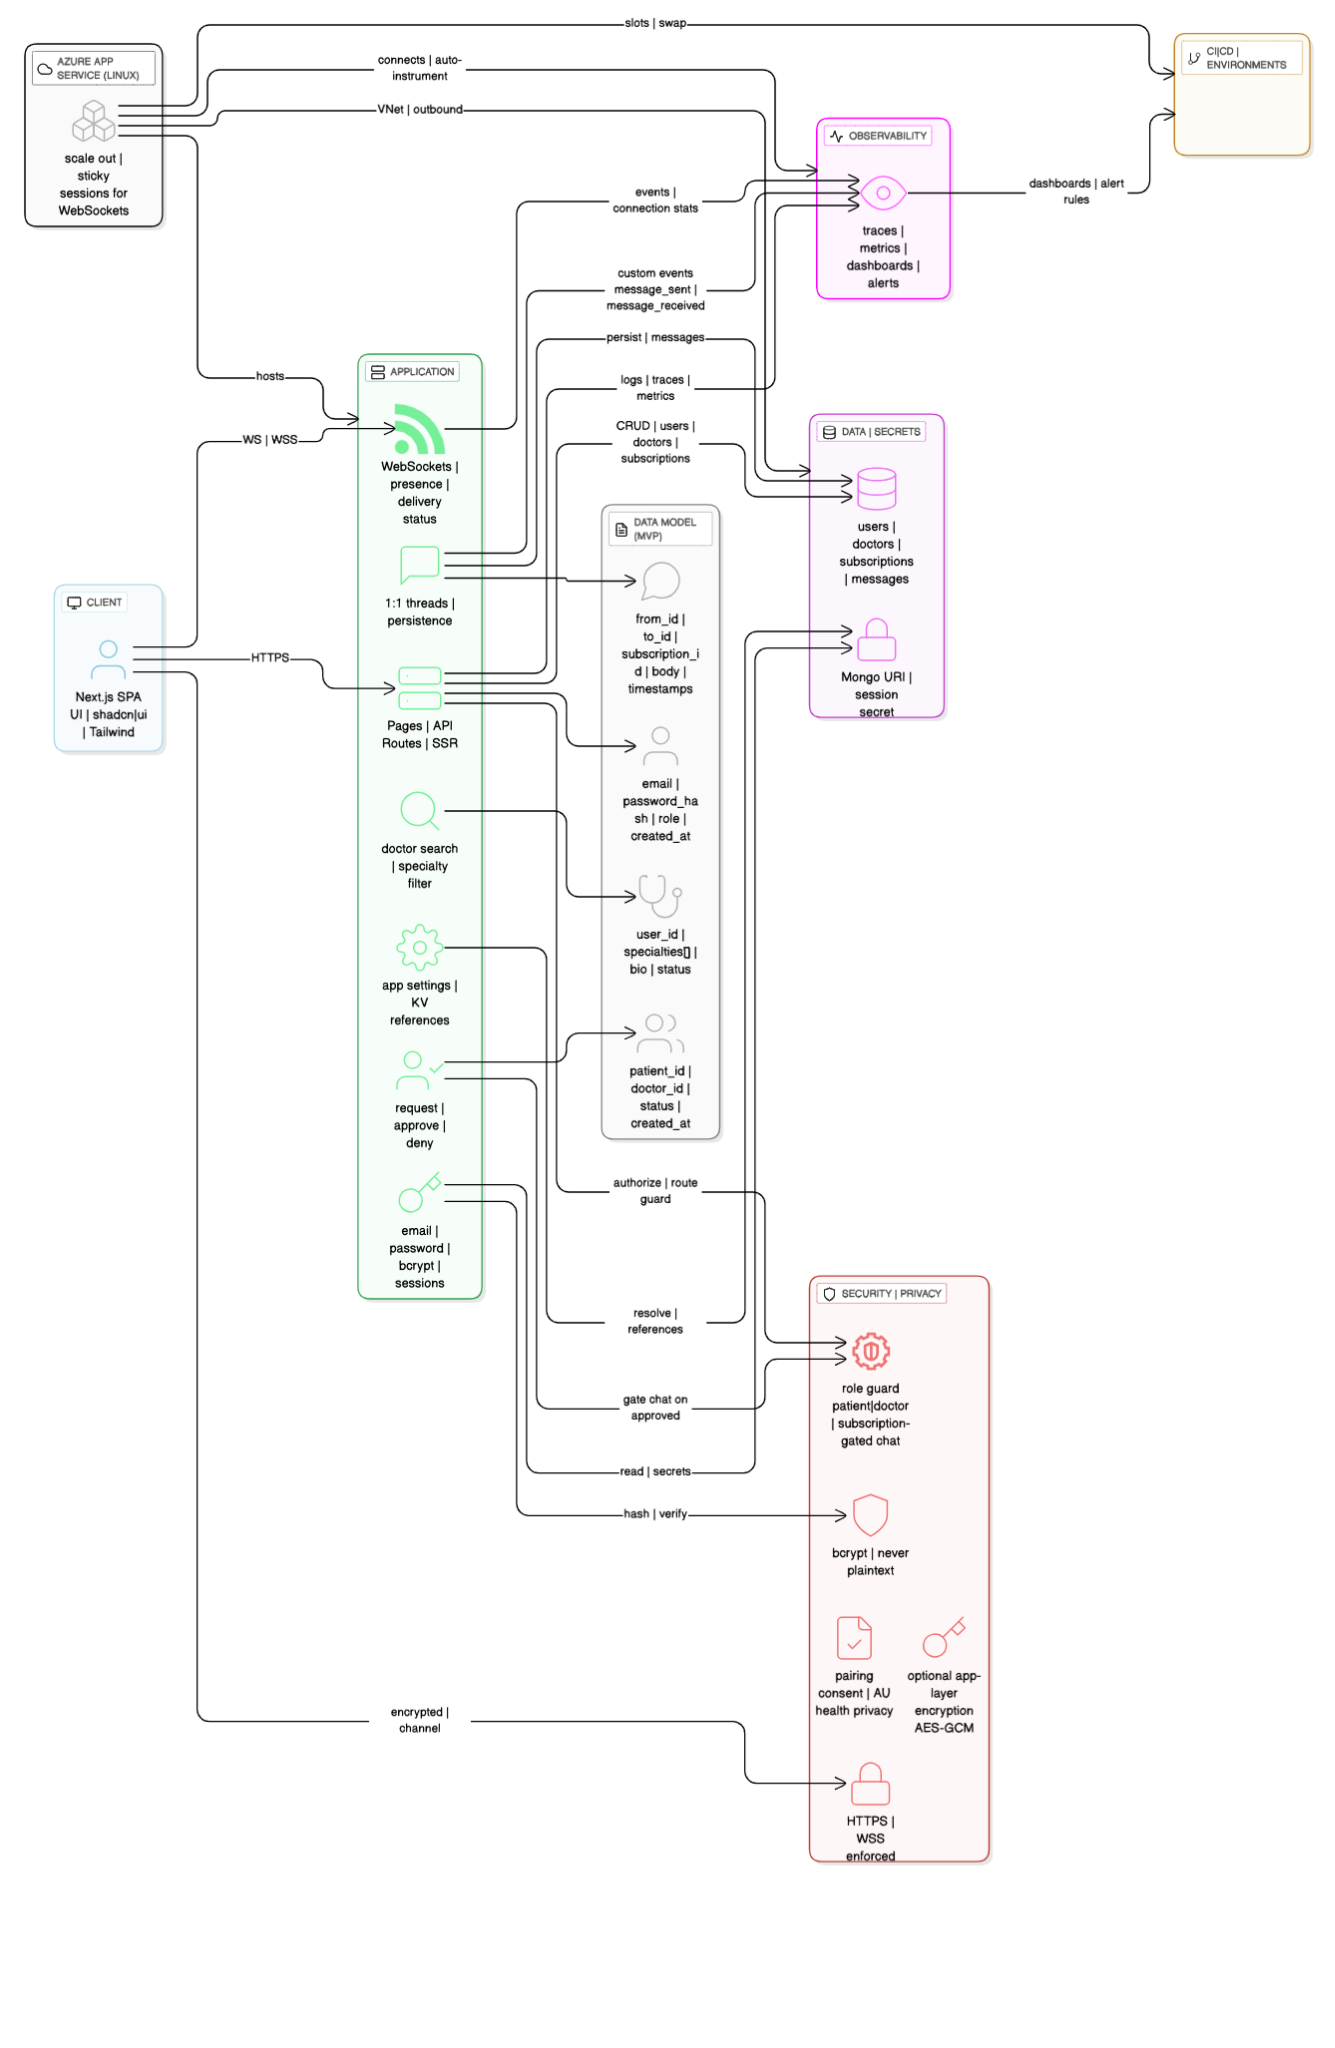 slots | swap
AZURE APP
SERVICE (LINUX)
scale out |
sticky
sessions for
WebSockets
connects | auto-
instrument
VNet | outbound
CI|CD |
ENVIRONMENTS
OBSERVABILITY
traces |
metrics |
dashboards |
alerts
dashboards | alert
rules
events |
connection stats
custom events
message_sent |
message_received
persist | messages
logs | traces |
metrics
CRUD | users |
doctors |
subscriptions
hosts
WS | WSS
HTTPS
CLIENT
Next.js SPA
UI | shadcn|ui
| Tailwind
APPLICATION
WebSockets |
presence |
delivery
status
1:1 threads |
persistence
Pages | API
Routes | SSR
doctor search
| specialty
filter
app settings |
KV
references
request |
approve |
deny
email |
password |
bcrypt |
sessions
DATA MODEL
(MVP)
from_id |
to_id |
subscription_i
d | body |
timestamps
email |
password_ha
sh | role |
created_at
user_id |
specialties[] |
bio | status
patient_id |
doctor_id |
status |
created_at
DATA | SECRETS
users |
doctors |
subscriptions
| messages
Mongo URI |
session
secret
authorize | route
guard
resolve |
references
gate chat on
approved
read | secrets
hash | verify
encrypted |
channel
SECURITY | PRIVACY
role guard
patient|doctor
| subscription-
gated chat
bcrypt | never
plaintext
pairing
consent | AU
health privacy
optional app-
layer
encryption
AES-GCM
HTTPS |
WSS
enforced